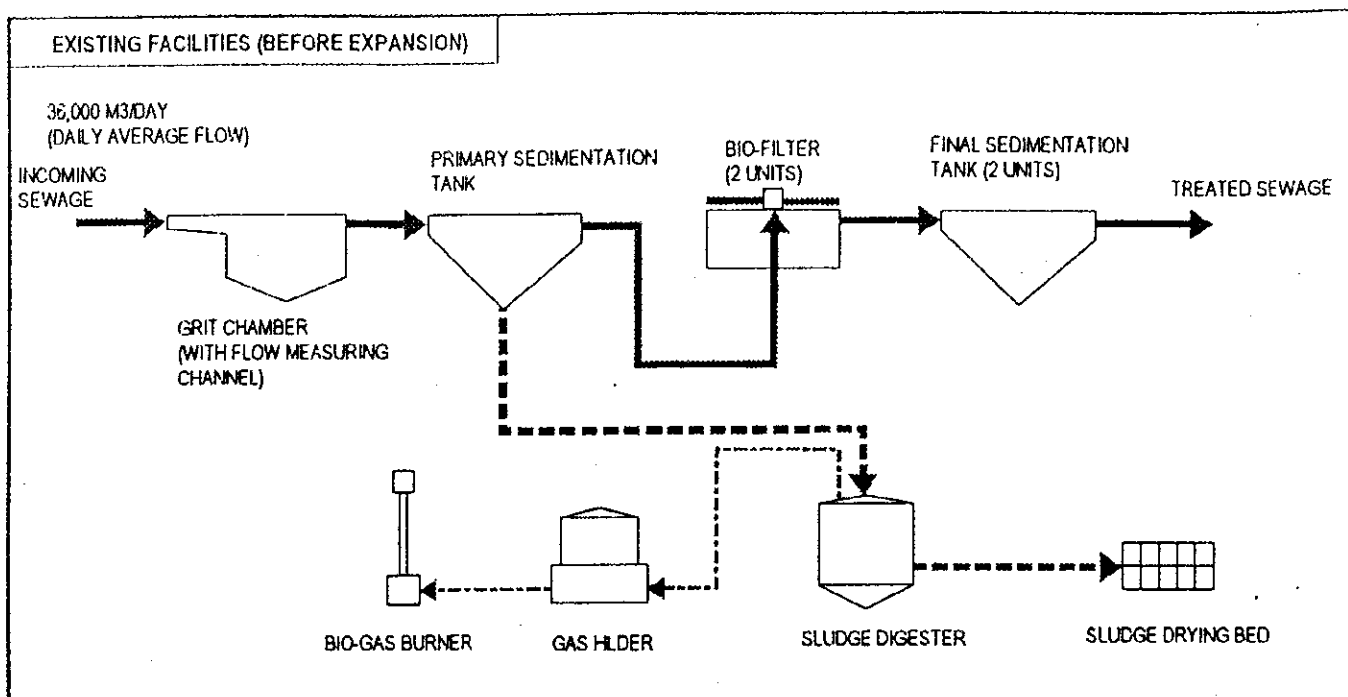 EXISTING FACILITIES (BEFORE EXPANSION)
36,000 M3/DAY
(DAILY AVERAGE FLOW)
INCOMING
SEWAGE
GRIT CHAMBER
(WITH FLOW MEASURING
CHANNEL)
PRIMARY SEDIMENTATION
TANK
BIO-FILTER
(2 UNITS)
FINAL SEDIMENTATION
TANK (2 UNITS)
TREATED SEWAGE
BIO-GAS BURNER
GAS HLDER
SLUDGE DIGESTER
SLUDGE DRYING BED